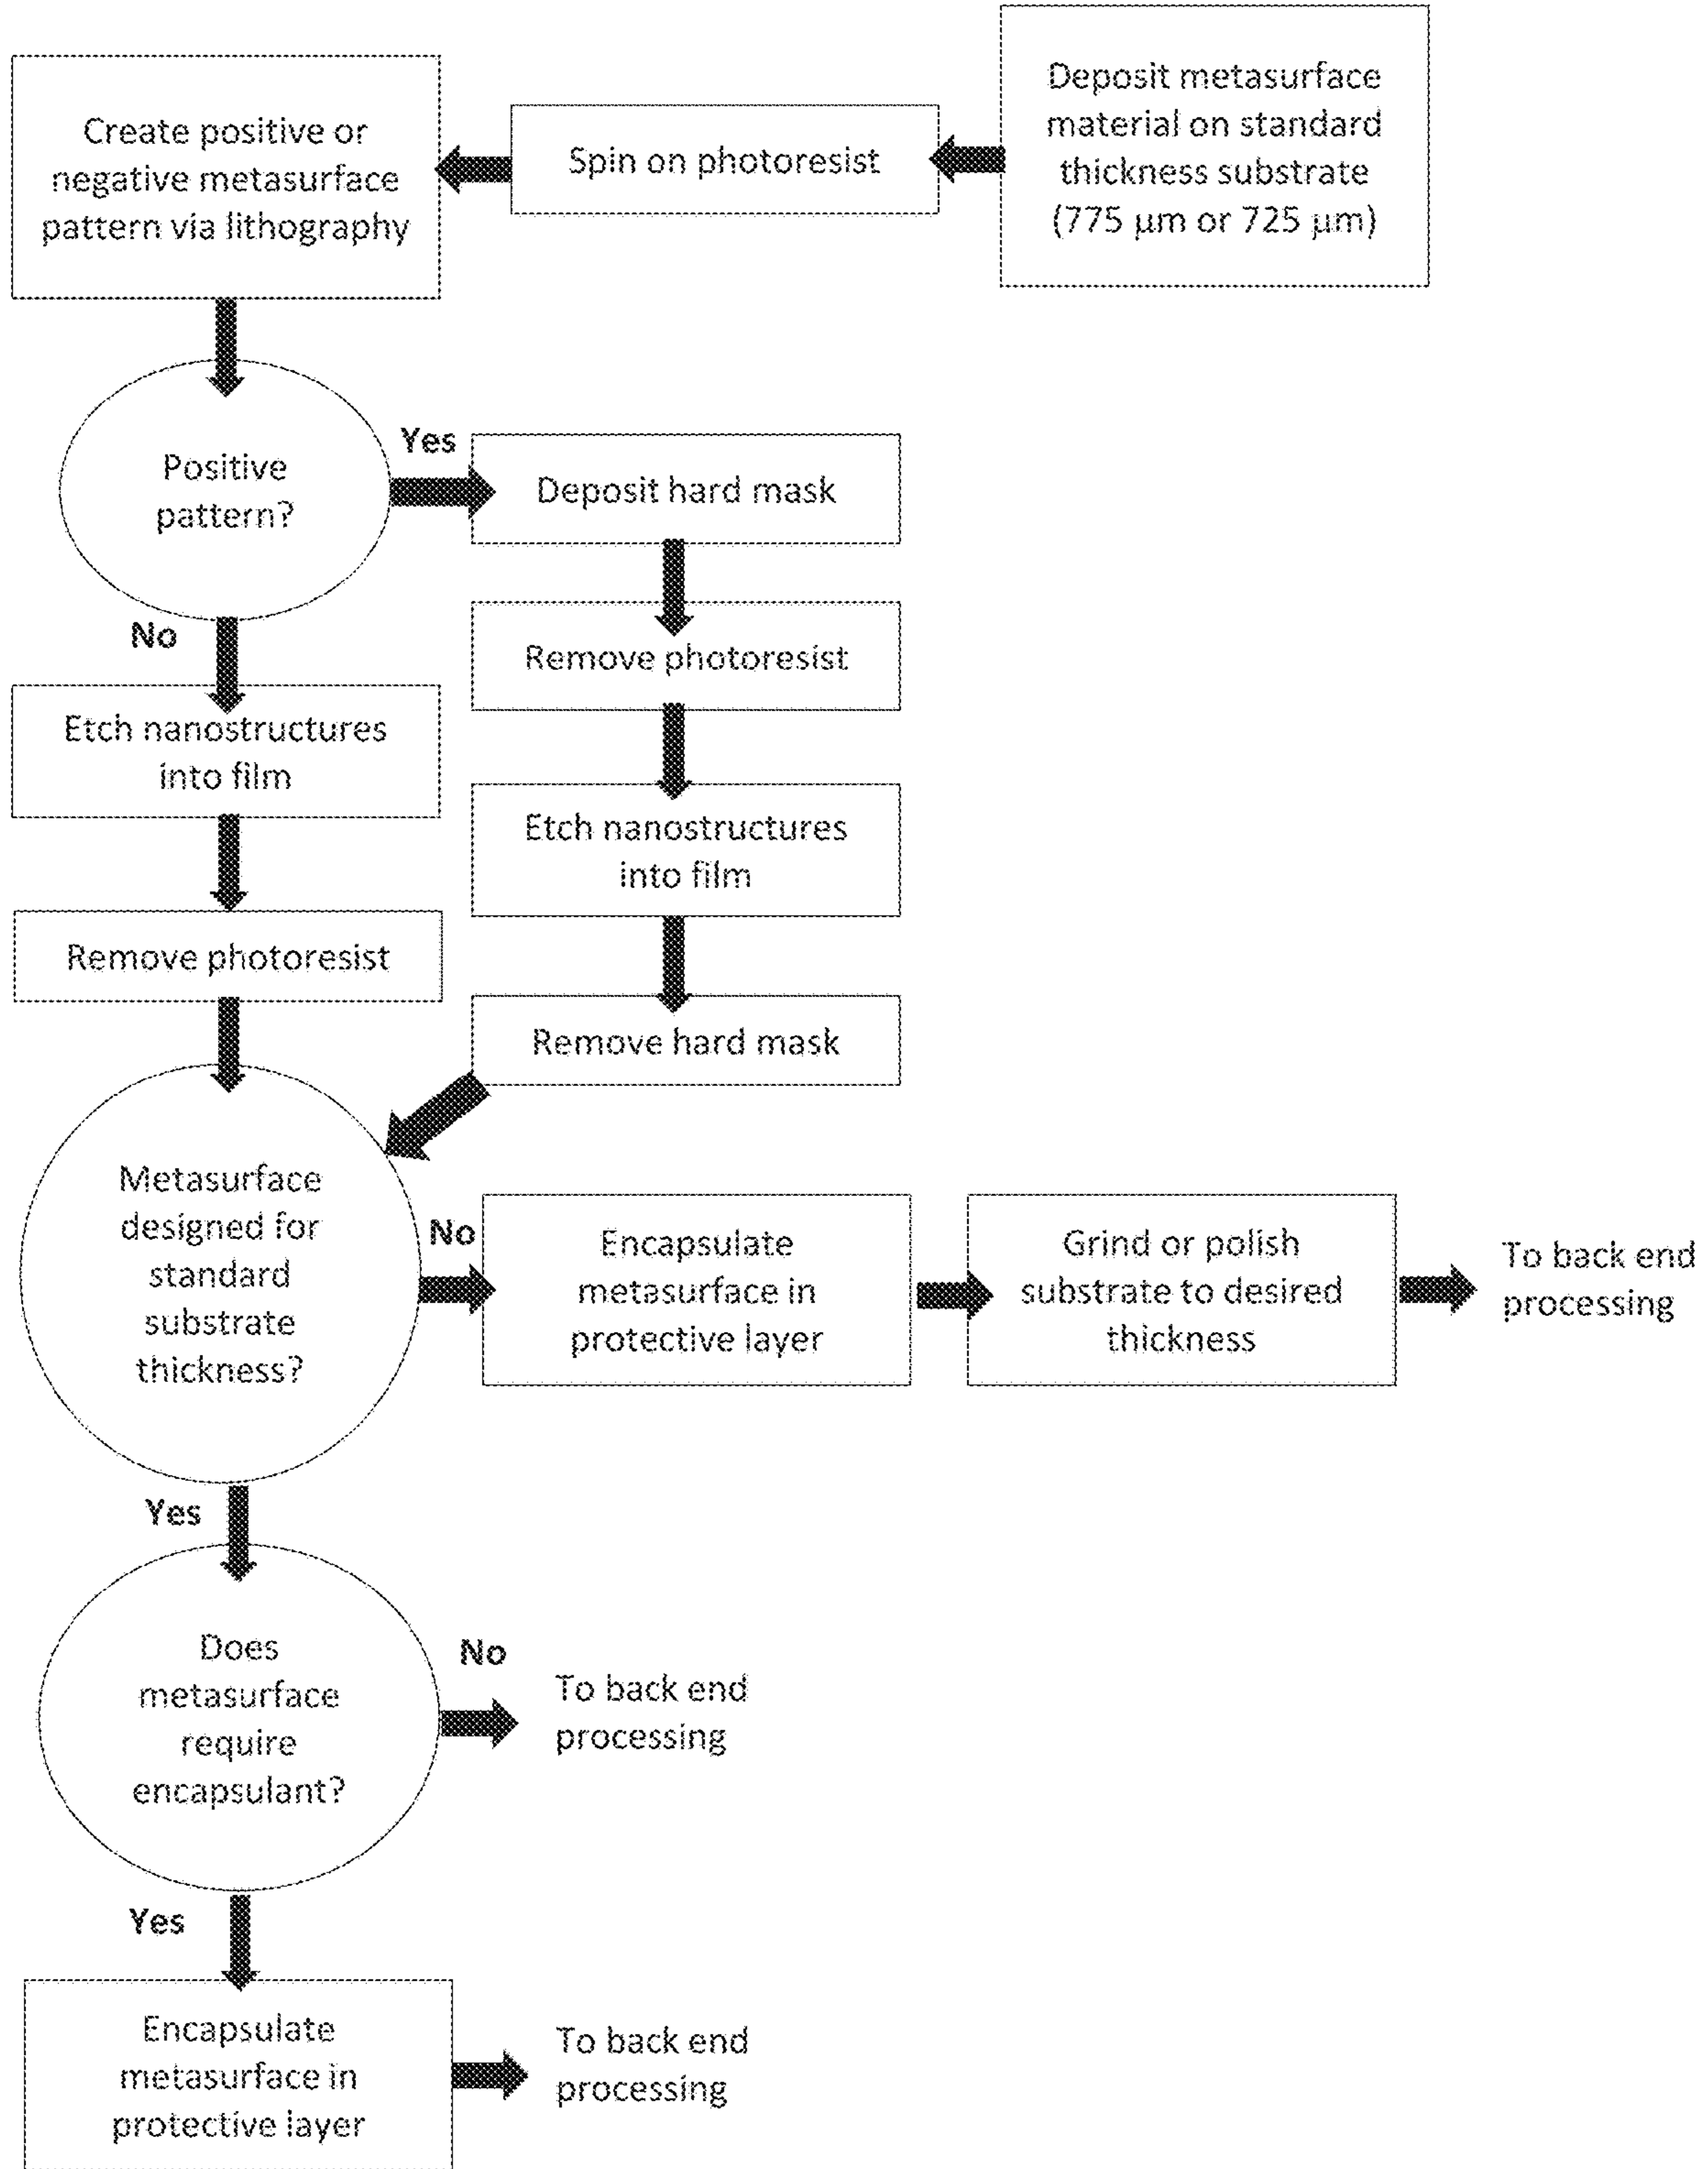 Deposit metasurface
material on standard
thickness substrate
(775 µm or 725 µm)
Spin on photoresist
Create positive or
negative metasurface
pattern via lithography
Positive
pattern?
Yes
Deposit hard mask
Remove photoresist
Etch nanostructures
into film
Remove hard mask
No
Etch nanostructures
into film
Remove photoresist
Metasurface
designed for
standard
substrate
thickness?
No
Encapsulate
metasurface in
protective layer
Grind or polish
substrate to desired
thickness
To back end
processing
Yes
Does
metasurface
require
encapsulant?
No
To back end
processing
Yes
Encapsulate
metasurface in
protective layer
To back end
processing